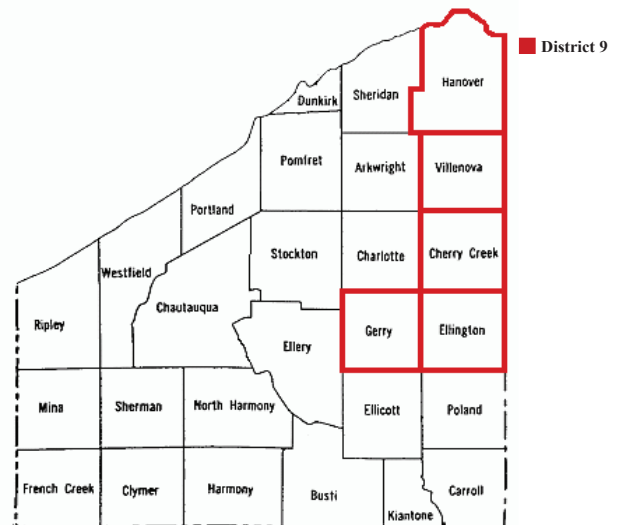 Hanover
District 9
Dunkirk
Sheridan
Pomfret
Arkwright
Villenova
Portland
Stockton
Charlotte
Cherry Creek
Westfield
Chautauqua
Ripley
Ellery
Gerry
Ellington
Mina
Sherman
North Harmony
Ellicott
Poland
French Creek
Clymer
Harmony
Busti
Kiantone
Carroll